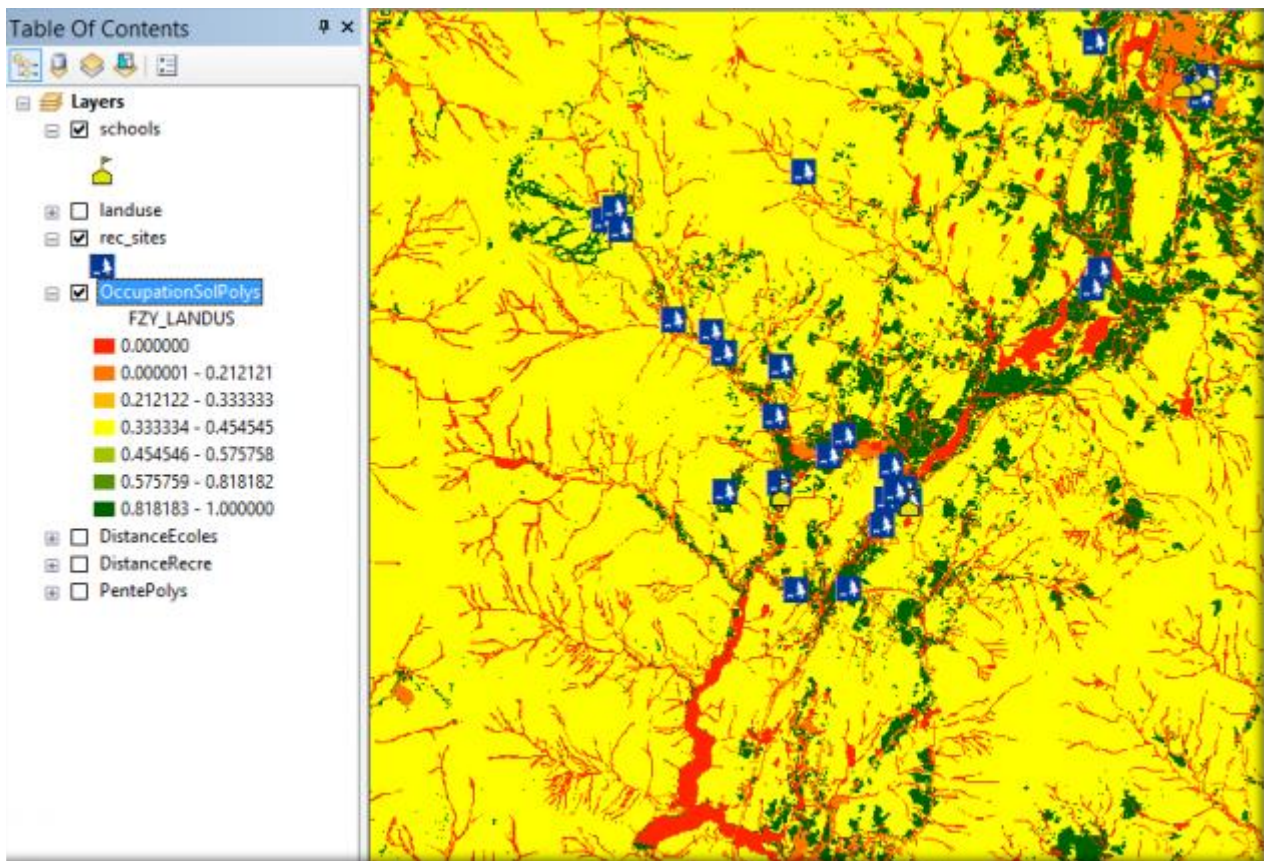 Table Of Contents
Layers
schools
landuse
rec_sites
OccupationSolPolys
FZY_LANDUS
0.000000
0.000001 - 0.212121
0.212122 - 0.333333
0.333334 - 0.454545
0.454546 - 0.575758
0.575759 - 0.818182
0.818183 - 1.000000
DistanceEcoles
DistanceRecre
PentePolys